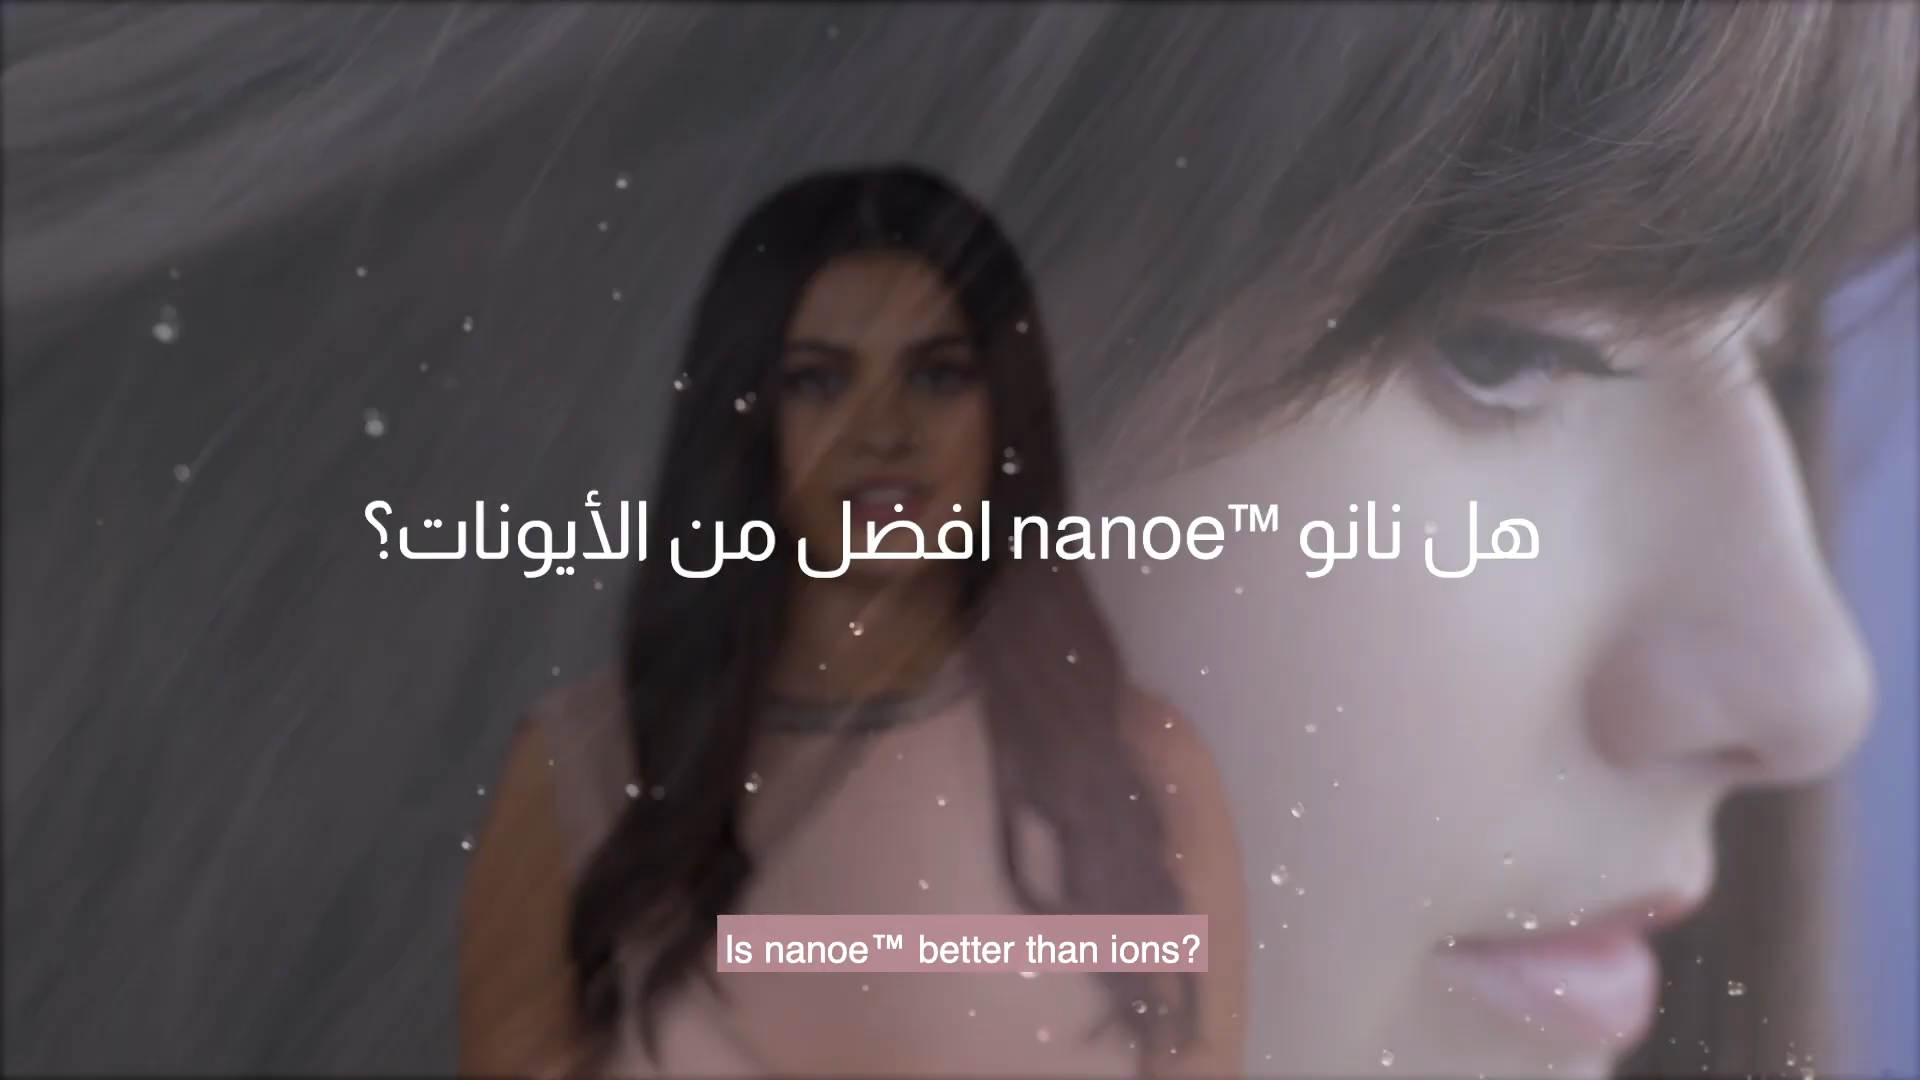 هل نانو nanoe™ افضل من الأيونات؟
Is nanoe™ better than ions?